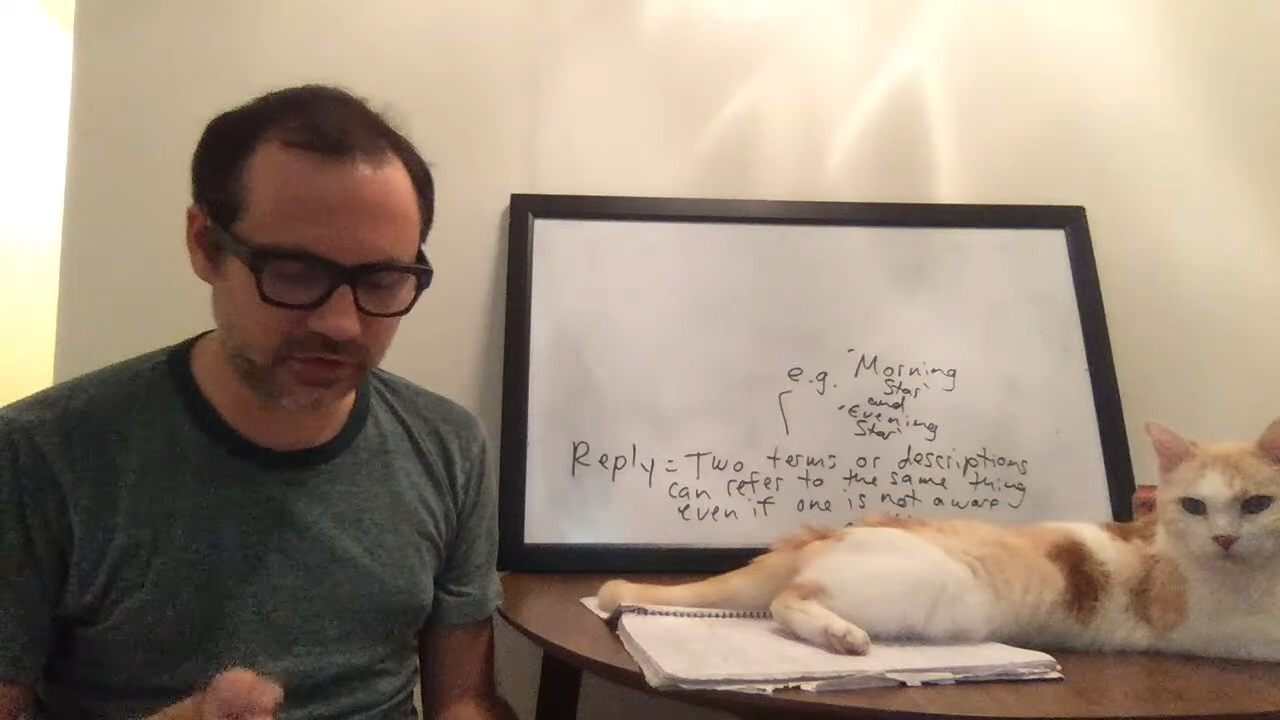 e.g. "Morning
Star"
and
"Evening
Star"
Reply = Two terms or descriptions
can refer to the same thing
even if one is not aware